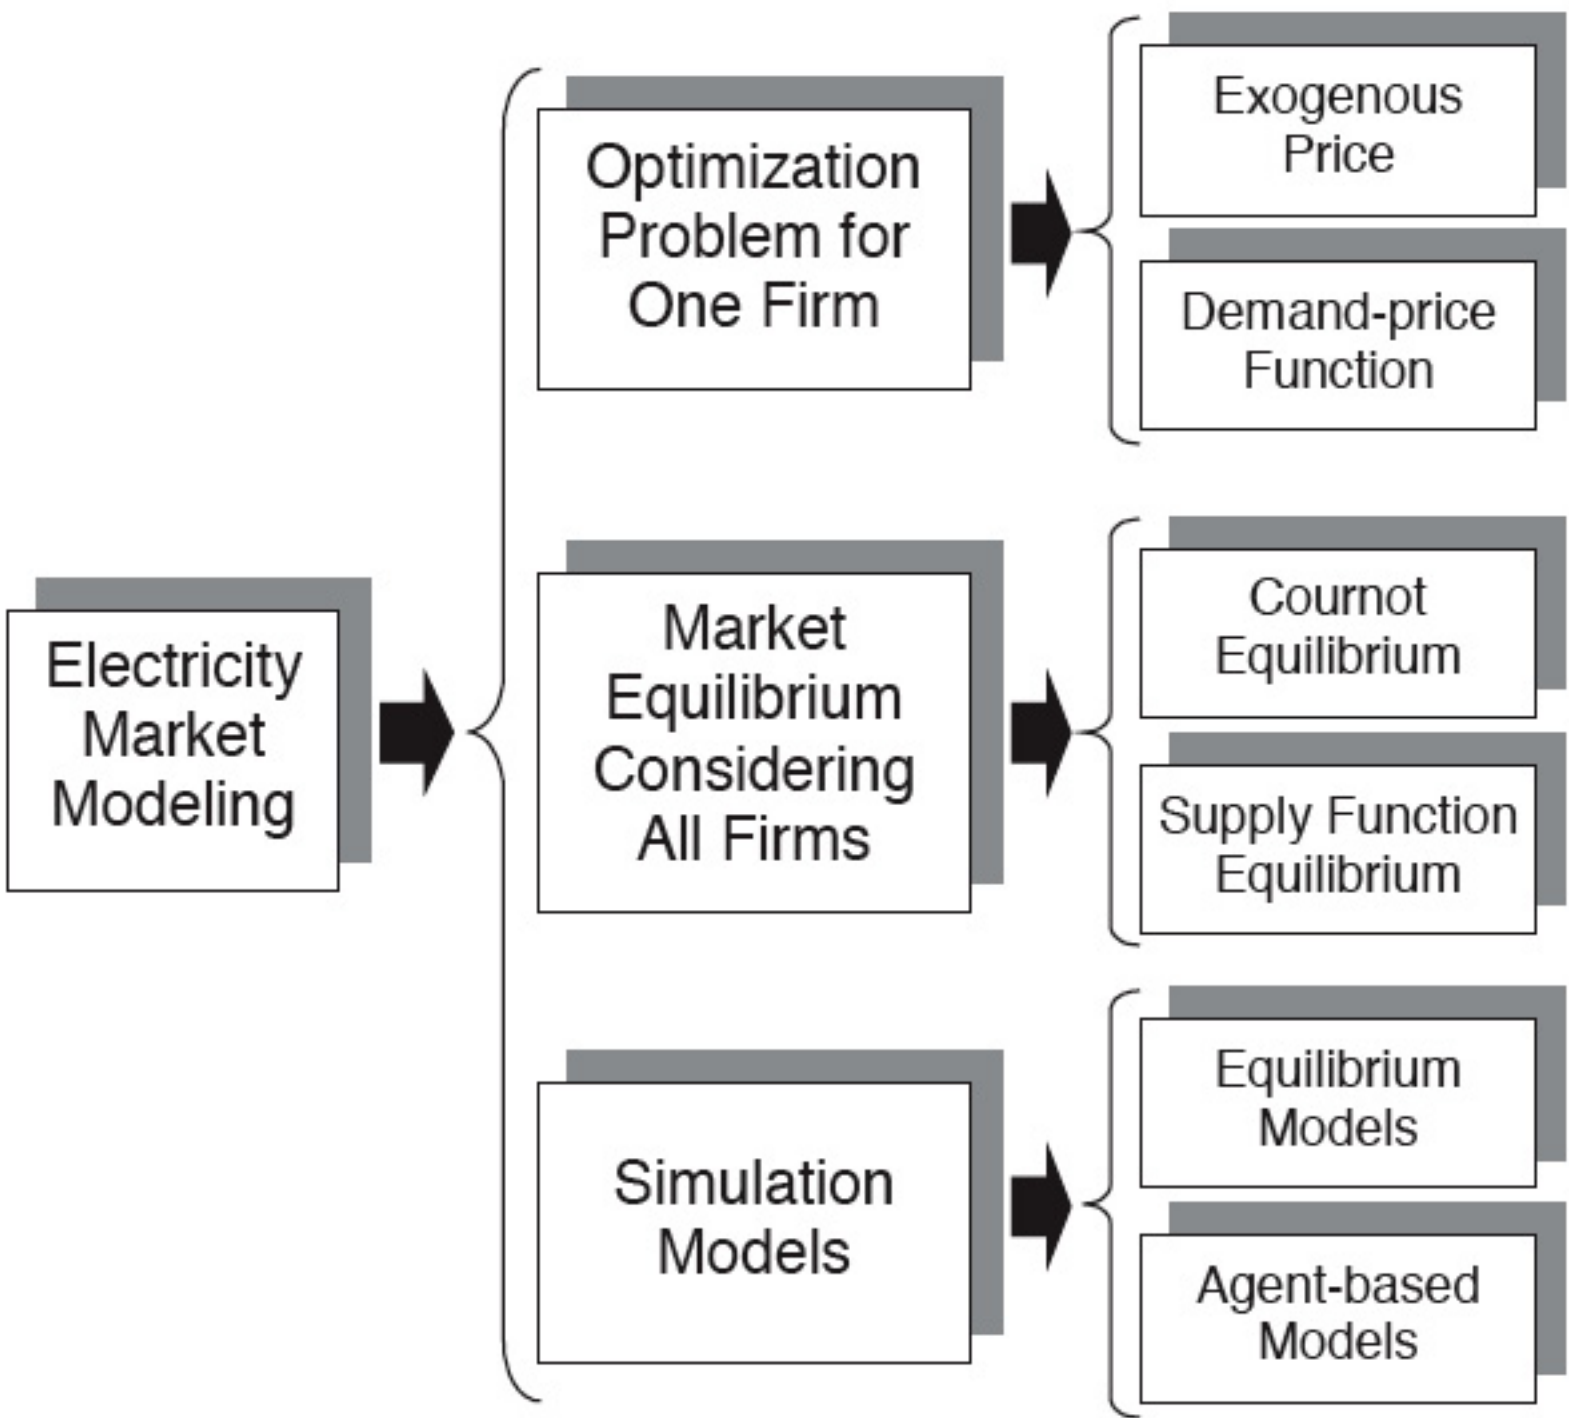 Electricity
Market
Modeling
Optimization
Problem for
One Firm
Exogenous
Price
Demand-price
Function
Market
Equilibrium
Considering
All Firms
Cournot
Equilibrium
Supply Function
Equilibrium
Simulation
Models
Equilibrium
Models
Agent-based
Models